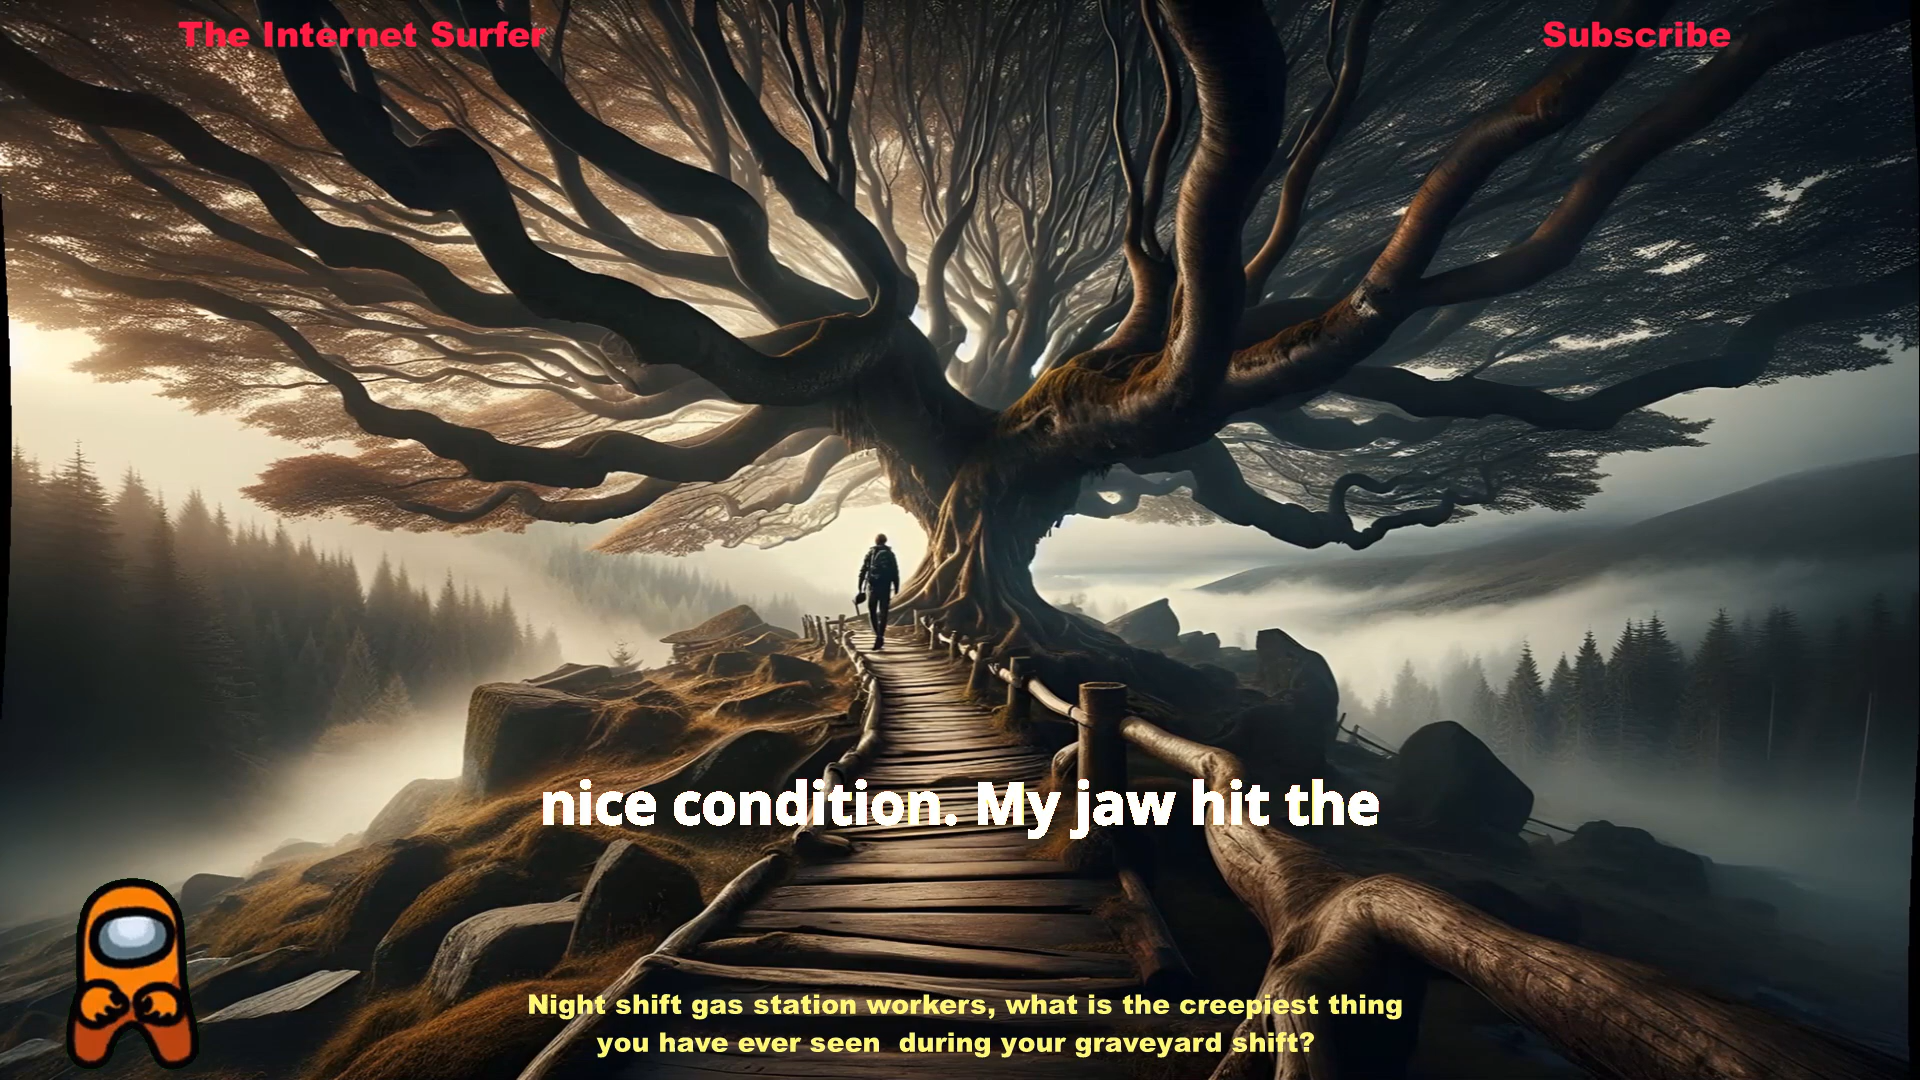 The Internet Surfer
Subscribe
nice condition. My jaw hit the
Night shift gas station workers, what is the creepiest thing
you have ever seen  during your graveyard shift?